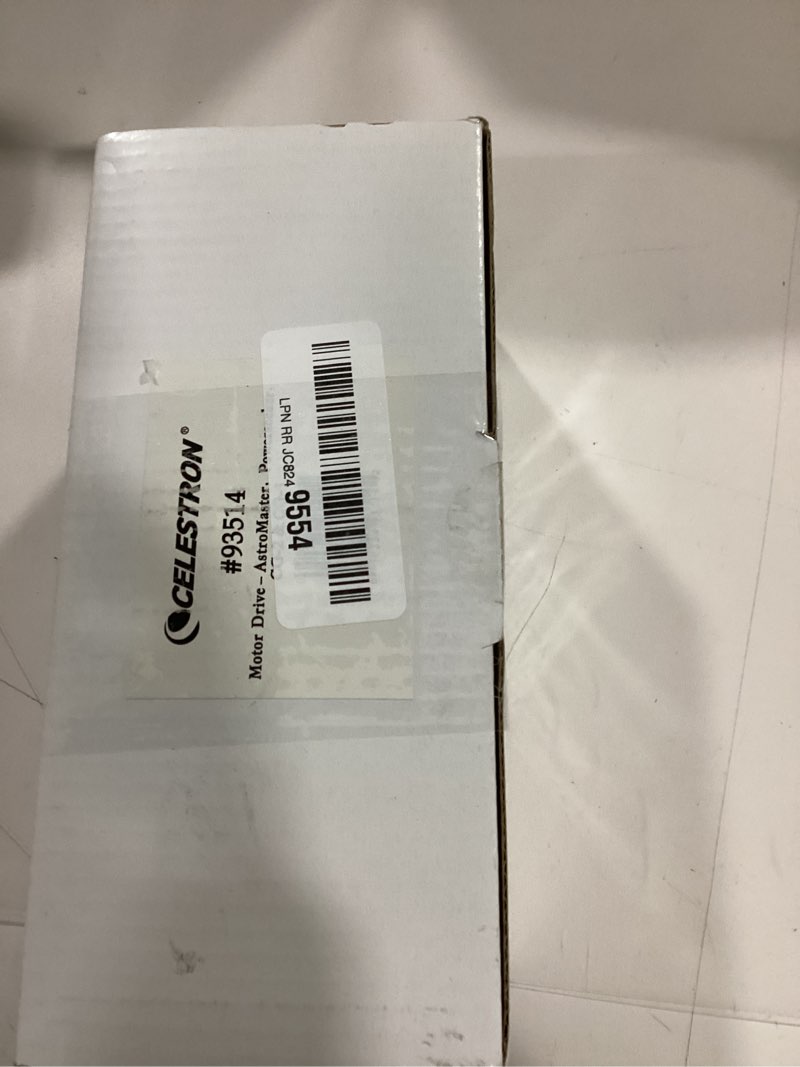 CELESTRON®
#93514
Motor Drive – AstroMaster,
LPN RR JC824 9554